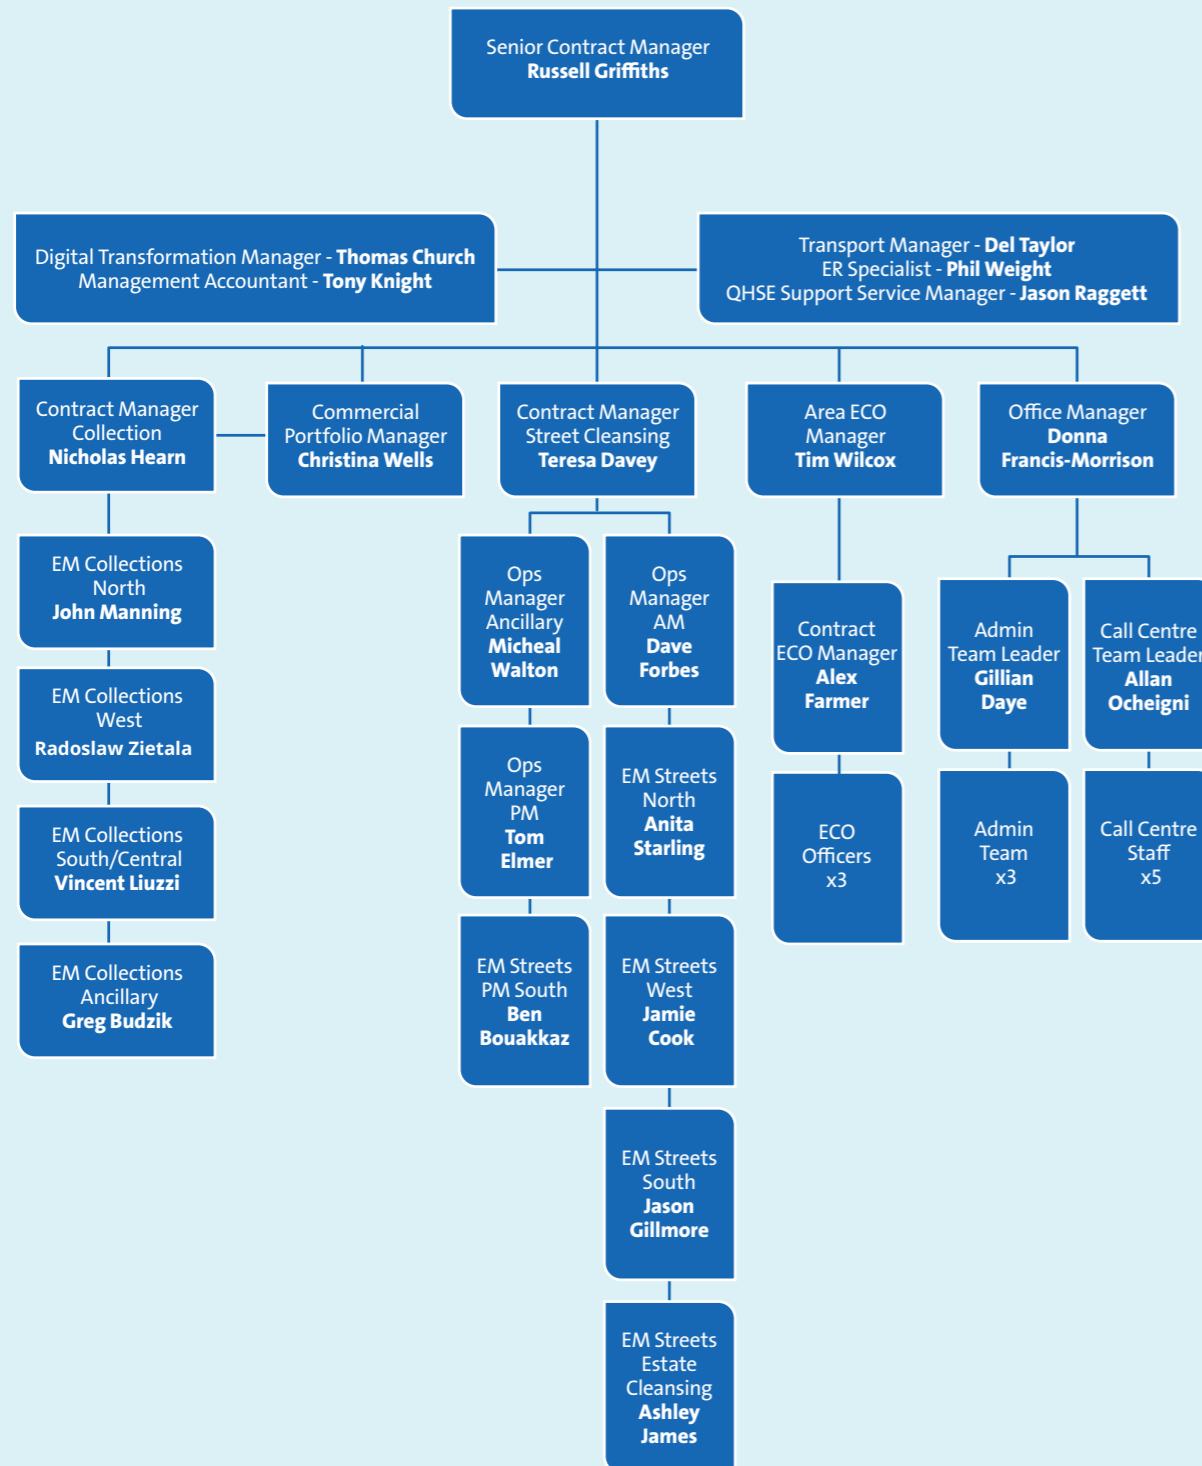 Senior Contract Manager
Russell Griffiths
Digital Transformation Manager - Thomas Church
Management Accountant - Tony Knight
Transport Manager - Del Taylor
ER Specialist - Phil Weight
QHSE Support Service Manager - Jason Raggett
Contract Manager
Collection
Nicholas Hearn
Commercial
Portfolio Manager
Christina Wells
Contract Manager
Street Cleansing
Teresa Davey
Area ECO
Manager
Tim Wilcox
Office Manager
Donna
Francis-Morrison
EM Collections
North
John Manning
EM Collections
West
Radoslaw Zietala
EM Collections
South/Central
Vincent Liuzzi
EM Collections
Ancillary
Greg Budzik
Ops
Manager
Ancillary
Micheal
Walton
Ops
Manager
PM
Tom
Elmer
EM Streets
PM South
Ben
Bouakkaz
Ops
Manager
AM
Dave
Forbes
EM Streets
North
Anita
Starling
EM Streets
West
Jamie
Cook
EM Streets
South
Jason
Gillmore
EM Streets
Estate
Cleansing
Ashley
James
Contract
ECO Manager
Alex
Farmer
ECO
Officers
x3
Admin
Team Leader
Gillian
Daye
Admin
Team
x3
Call Centre
Team Leader
Allan
Ocheigni
Call Centre
Staff
x5